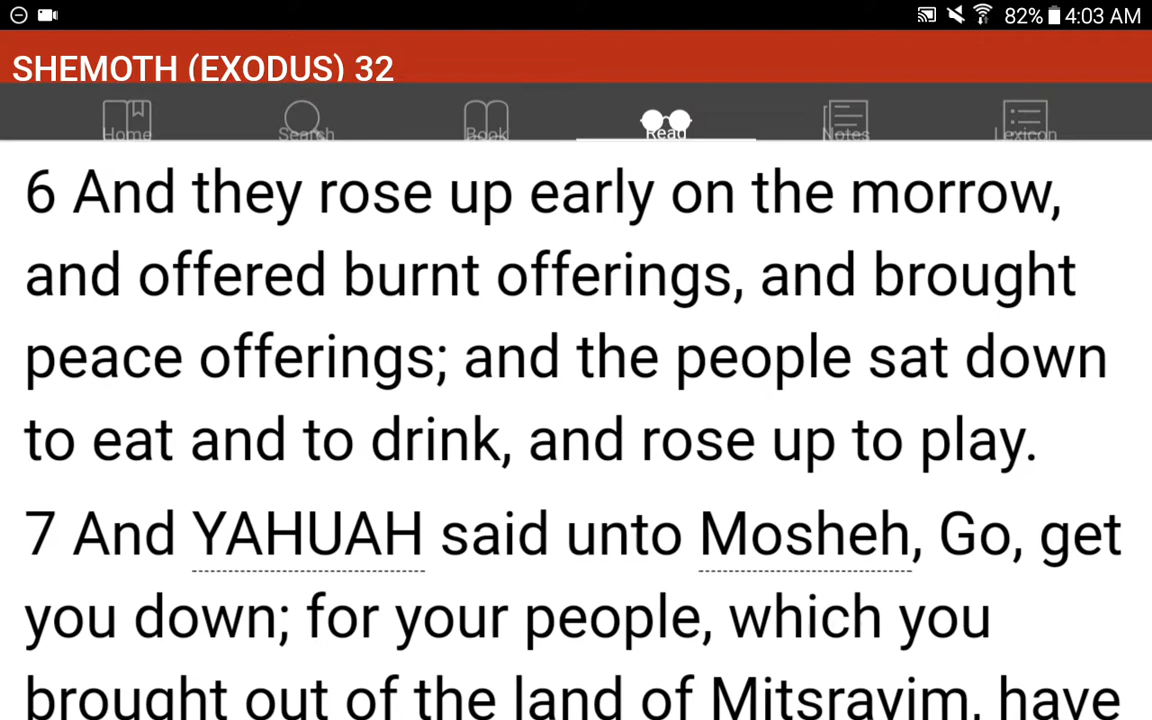 82% 4:03 AM
SHEMOTH (EXODUS) 32
Home Search Book Read Notes Lexicon
6 And they rose up early on the morrow,
and offered burnt offerings, and brought
peace offerings; and the people sat down
to eat and to drink, and rose up to play.
7 And YAHUAH said unto Mosheh, Go, get
you down; for your people, which you
brought out of the land of Mitsrayim, have